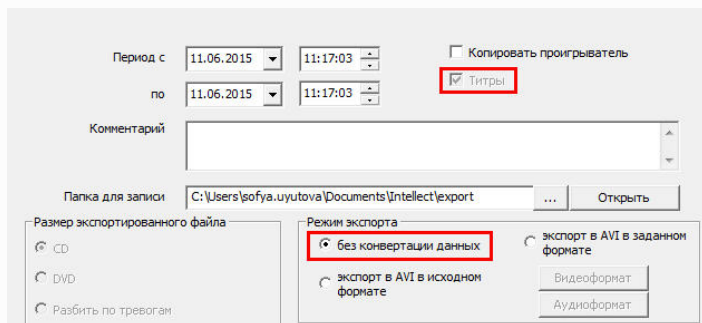 Период с 11.06.2015 11:17:03 Копировать проигрыватель
Титры
по 11.06.2015 11:17:03
Комментарий
Папка для записи C:\Users\sofya.uyutova\Documents\Intellect\export ... Открыть
Размер экспортированного файла
CD
DVD
Разбить по тревогам
Режим экспорта
без конвертации данных
экспорт в AVI в исходном
формате
экспорт в AVI в заданном
формате
Видеоформат
Аудиоформат